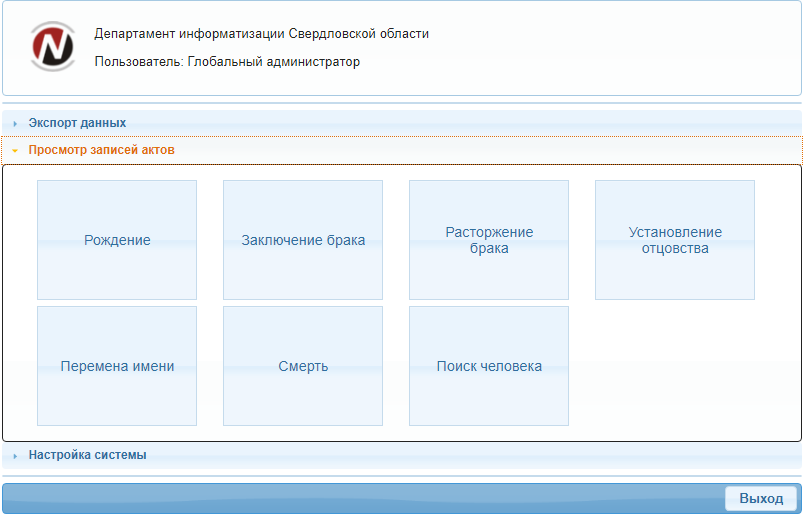 Департамент информатизации Свердловской области
Пользователь: Глобальный администратор
Экспорт данных
Просмотр записей актов
Рождение
Заключение брака
Расторжение
брака
Установление
отцовства
Перемена имени
Смерть
Поиск человека
Настройка системы
Выход